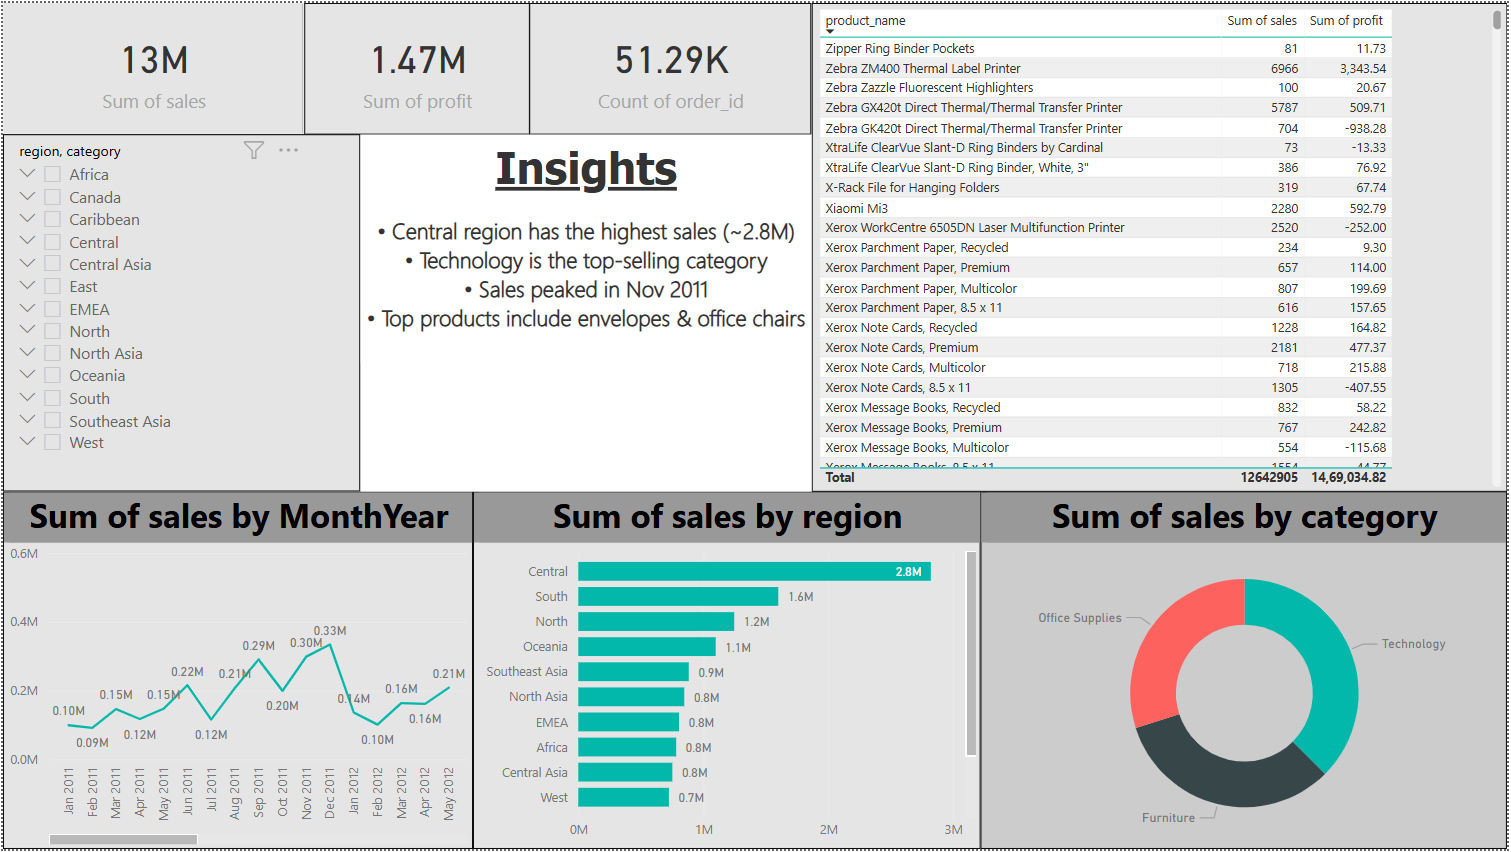 13M
Sum of sales
1.47M
Sum of profit
51.29K
Count of order_id
product_name Sum of sales Sum of profit
Zipper Ring Binder Pockets 81 11.73
Zebra ZM400 Thermal Label Printer 6966 3,343.54
Zebra Zazzle Fluorescent Highlighters 100 20.67
Zebra GX420t Direct Thermal/Thermal Transfer Printer 5787 509.71
Zebra GK420t Direct Thermal/Thermal Transfer Printer 704 -938.28
XtraLife ClearVue Slant-D Ring Binders by Cardinal 73 -13.33
XtraLife ClearVue Slant-D Ring Binder, White, 3" 386 76.92
X-Rack File for Hanging Folders 319 67.74
Xiaomi Mi3 2280 592.79
Xerox WorkCentre 6505DN Laser Multifunction Printer 2520 -252.00
Xerox Parchment Paper, Recycled 234 9.30
Xerox Parchment Paper, Premium 657 114.00
Xerox Parchment Paper, Multicolor 807 199.69
Xerox Parchment Paper, 8.5 x 11 616 157.65
Xerox Note Cards, Recycled 1228 164.82
Xerox Note Cards, Premium 2181 477.37
Xerox Note Cards, Multicolor 718 215.88
Xerox Note Cards, 8.5 x 11 1305 -407.55
Xerox Message Books, Recycled 832 58.22
Xerox Message Books, Premium 767 242.82
Xerox Message Books, Multicolor 554 -115.68
Xerox Message Books, 8.5 x 11 1554 44.77
Total 12642905 14,69,034.82
region, category
Africa
Canada
Caribbean
Central
Central Asia
East
EMEA
North
North Asia
Oceania
South
Southeast Asia
West
Insights
• Central region has the highest sales (~2.8M)
• Technology is the top-selling category
• Sales peaked in Nov 2011
• Top products include envelopes & office chairs
Sum of sales by MonthYear
0.6M
0.4M
0.2M
0.0M
0.10M
0.09M
0.15M
0.12M
0.15M
0.22M
0.12M
0.21M
0.29M
0.20M
0.30M
0.33M
0.14M
0.10M
0.16M
0.16M
0.21M
Jan 2011
Feb 2011
Mar 2011
Apr 2011
May 2011
Jun 2011
Jul 2011
Aug 2011
Sep 2011
Oct 2011
Nov 2011
Dec 2011
Jan 2012
Feb 2012
Mar 2012
Apr 2012
May 2012
Sum of sales by region
Central 2.8M
South 1.6M
North 1.2M
Oceania 1.1M
Southeast Asia 0.9M
North Asia 0.8M
EMEA 0.8M
Africa 0.8M
Central Asia 0.8M
West 0.7M
0M 1M 2M 3M
Sum of sales by category
Office Supplies
Technology
Furniture